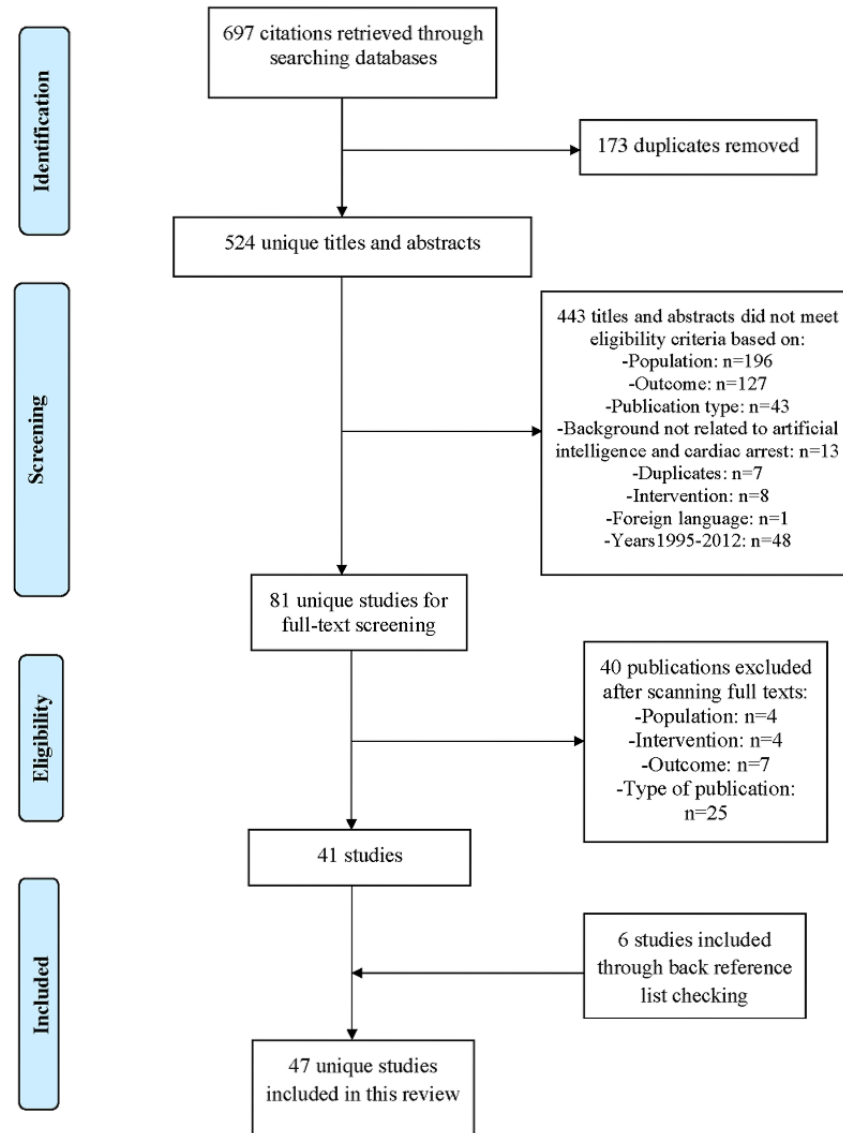 Identification
697 citations retrieved through
searching databases
173 duplicates removed
524 unique titles and abstracts
Screening
443 titles and abstracts did not meet
eligibility criteria based on:
-Population: n=196
-Outcome: n=127
-Publication type: n=43
-Background not related to artificial
intelligence and cardiac arrest: n=13
-Duplicates: n=7
-Intervention: n=8
-Foreign language: n=1
-Years1995-2012: n=48
81 unique studies for
full-text screening
Eligibility
40 publications excluded
after scanning full texts:
-Population: n=4
-Intervention: n=4
-Outcome: n=7
-Type of publication:
n=25
41 studies
Included
6 studies included
through back reference
list checking
47 unique studies
included in this review